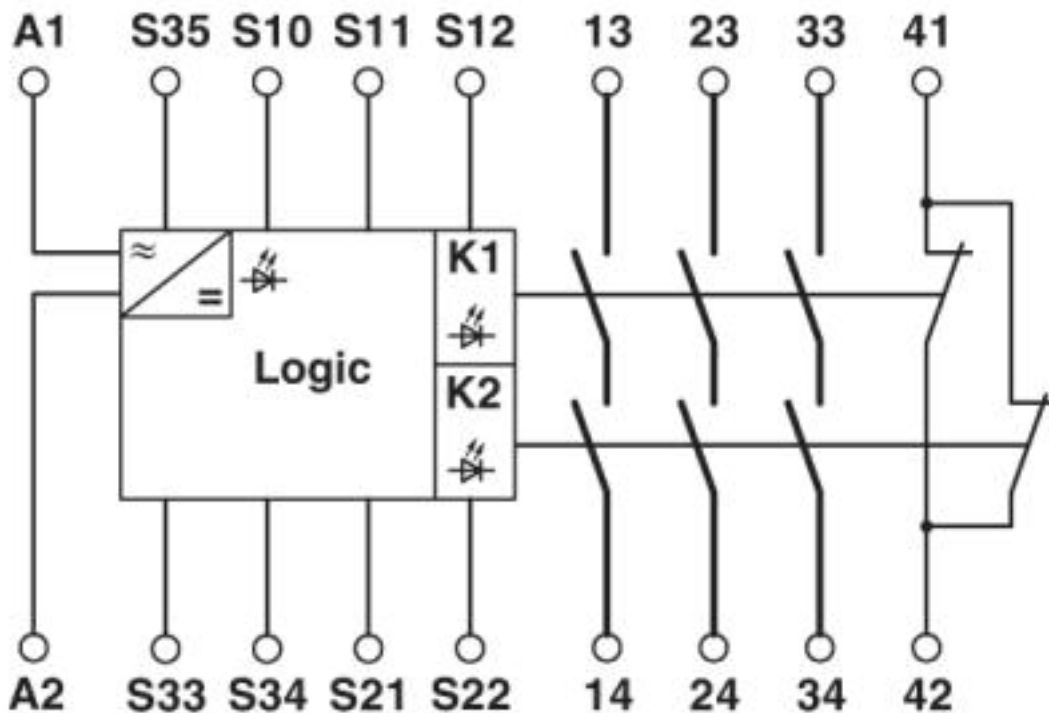 A1 S35 S10 S11 S12 13 23 33 41
≈
=
K1
Logic
K2
A2 S33 S34 S21 S22 14 24 34 42